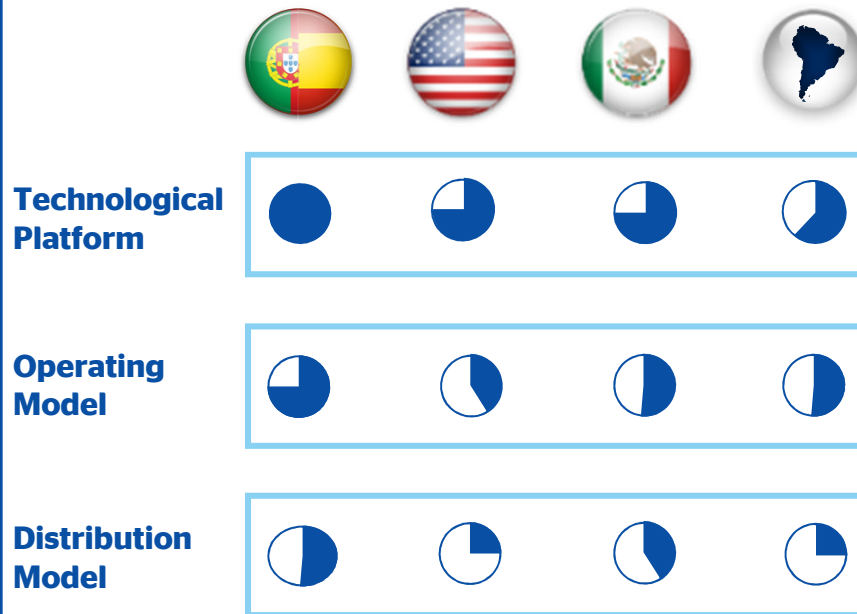 Technological
Platform
Operating
Model
Distribution
Model